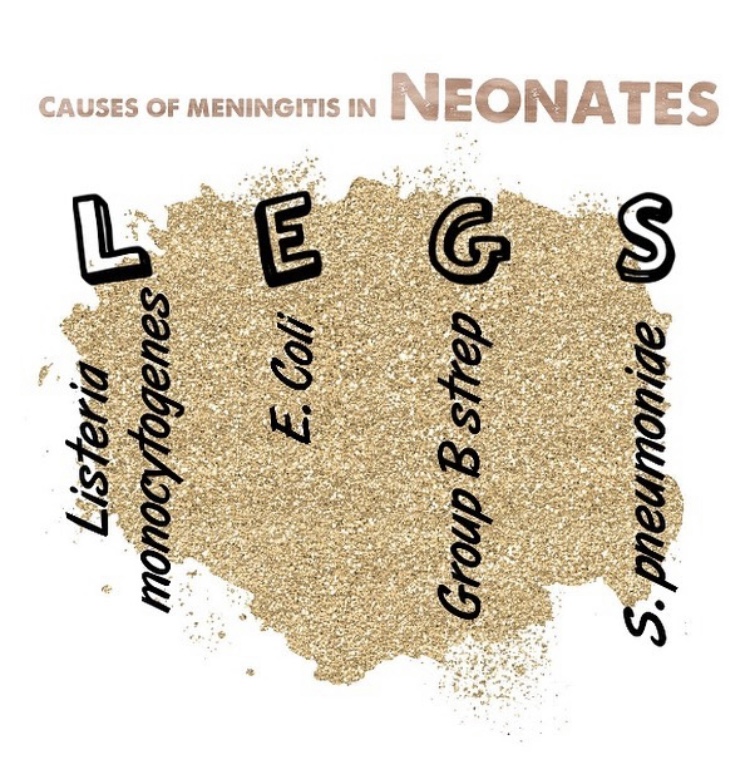 CAUSES OF MENINGITIS IN NEONATES
L E G S
Listeria
monocytogenes
E. Coli
Group B strep
S. pneumoniae